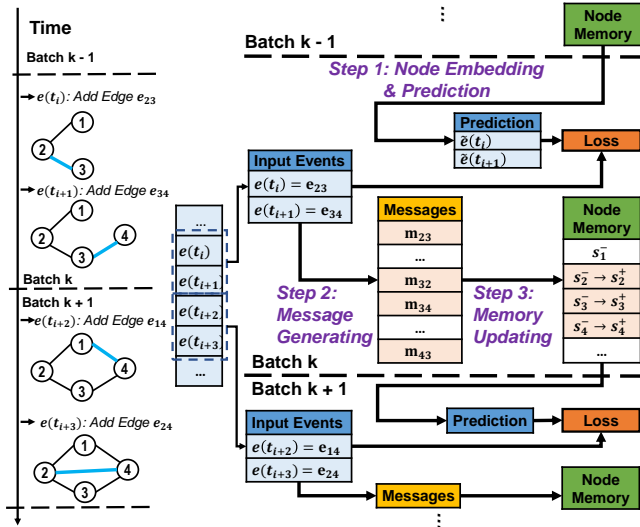 Time
Batch k - 1
e(t_i): Add Edge e_23
1
2
3
e(t_{i+1}): Add Edge e_34
1
2
4
3
Batch k
Batch k + 1
e(t_{i+2}): Add Edge e_14
1
2
4
3
e(t_{i+3}): Add Edge e_24
1
2
4
3
...
e(t_i)
e(t_{i+1})
e(t_{i+2})
e(t_{i+3})
...
...
Node
Memory
Batch k - 1
Step 1: Node Embedding
& Prediction
Prediction
ẽ(t_i)
ẽ(t_{i+1})
Loss
Input Events
e(t_i) = e_23
e(t_{i+1}) = e_34
Messages
m_23
...
m_32
m_34
...
m_43
Node
Memory
s_1^-
s_2^- → s_2^+
s_3^- → s_3^+
s_4^- → s_4^+
...
Step 2:
Message
Generating
Step 3:
Memory
Updating
Batch k
Batch k + 1
Prediction
Loss
Input Events
e(t_{i+2}) = e_14
e(t_{i+3}) = e_24
Messages
Node
Memory
...